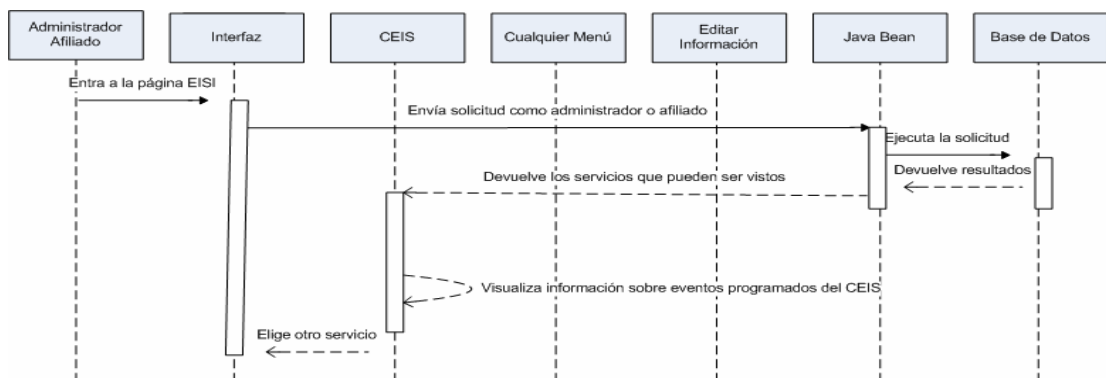 Administrador
Afiliado
Interfaz
CEIS
Cualquier Menú
Editar
Información
Java Bean
Base de Datos
Entra a la página EISI
Envía solicitud como administrador o afiliado
Ejecuta la solicitud
Devuelve resultados
Devuelve los servicios que pueden ser vistos
Visualiza información sobre eventos programados del CEIS
Elige otro servicio